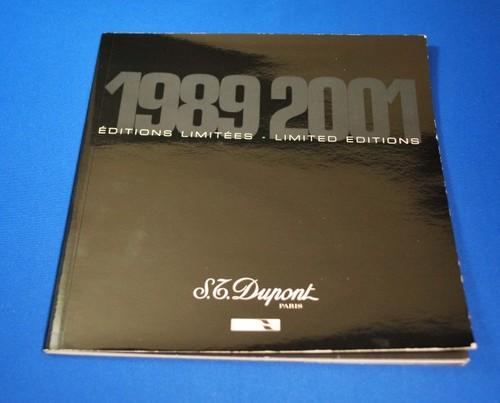 1989 2001
ÉDITIONS LIMITÉES - LIMITED EDITIONS
S.T. Dupont
PARIS